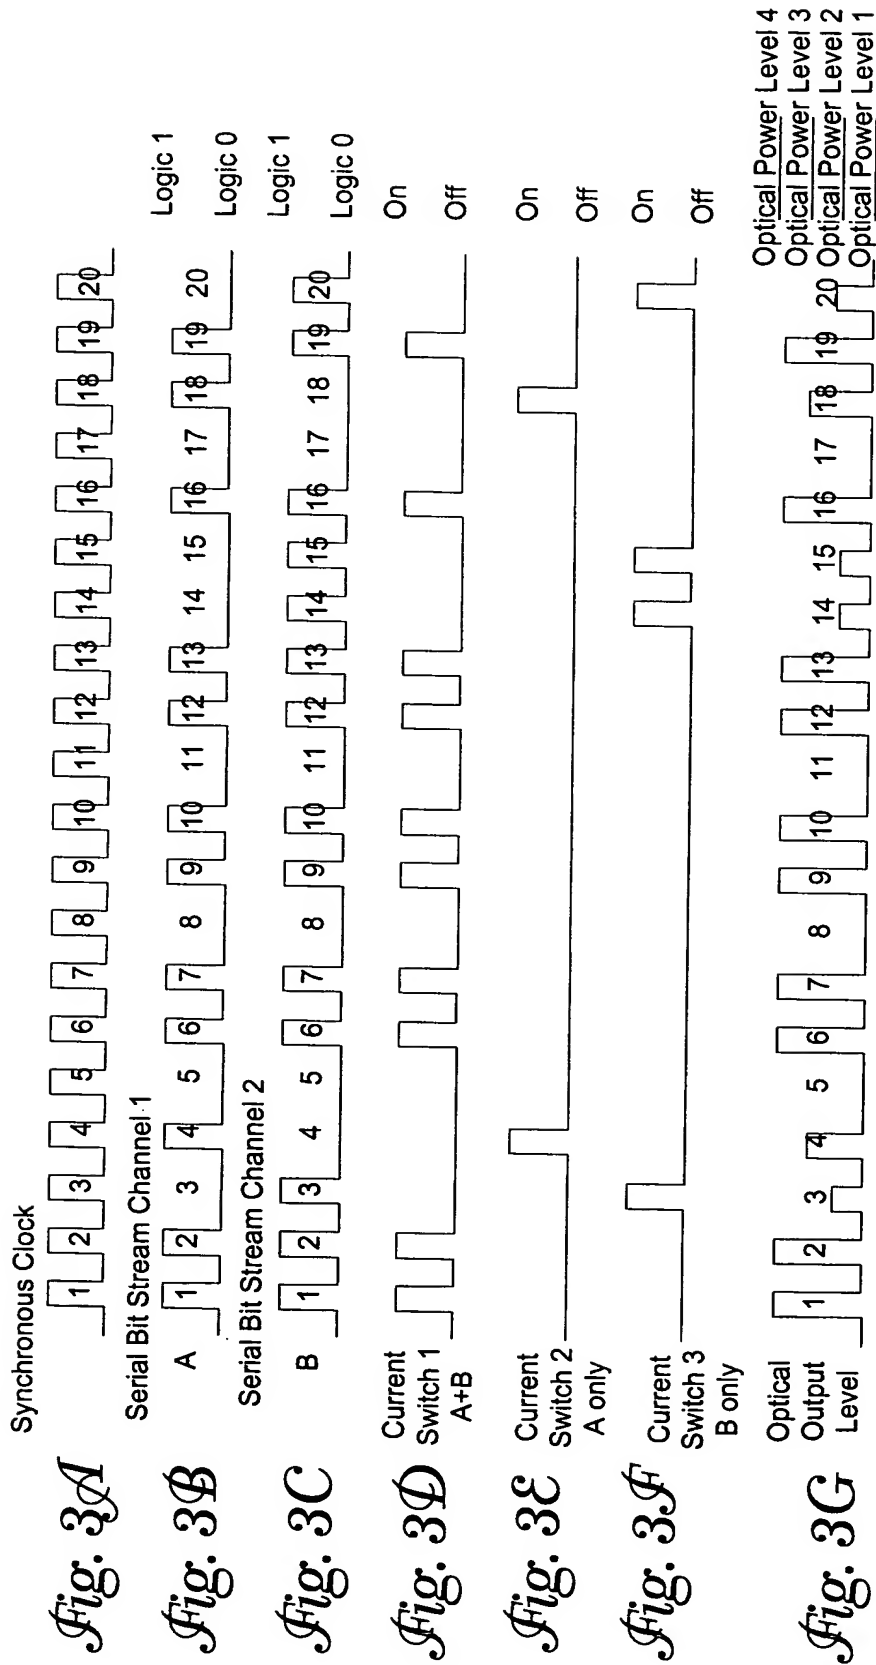 Fig. 3A
Synchronous Clock
1 2 3 4 5 6 7 8 9 10 11 12 13 14 15 16 17 18 19 20
Fig. 3B
Serial Bit Stream Channel 1
A
1 2 3 4 5 6 7 8 9 10 11 12 13 14 15 16 17 18 19 20
Logic 1
Logic 0
Fig. 3C
Serial Bit Stream Channel 2
B
1 2 3 4 5 6 7 8 9 10 11 12 13 14 15 16 17 18 19 20
Logic 1
Logic 0
Fig. 3D
Current
Switch 1
A+B
On
Off
Fig. 3E
Current
Switch 2
A only
On
Off
Fig. 3F
Current
Switch 3
B only
On
Off
Fig. 3G
Optical
Output
Level
1 2 3 4 5 6 7 8 9 10 11 12 13 14 15 16 17 18 19 20
Optical Power Level 4
Optical Power Level 3
Optical Power Level 2
Optical Power Level 1